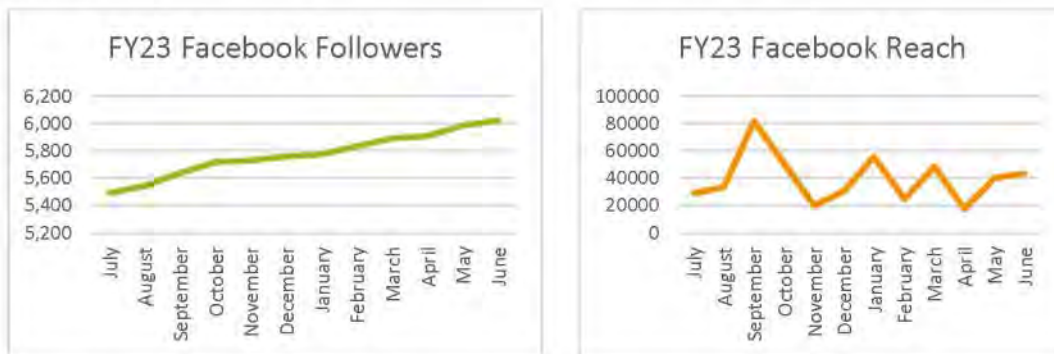 FY23 Facebook Followers
6,200
6,000
5,800
5,600
5,400
5,200
July
August
September
October
November
December
January
February
March
April
May
June
FY23 Facebook Reach
100000
80000
60000
40000
20000
0
July
August
September
October
November
December
January
February
March
April
May
June